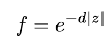 f = e^{-d|z|}